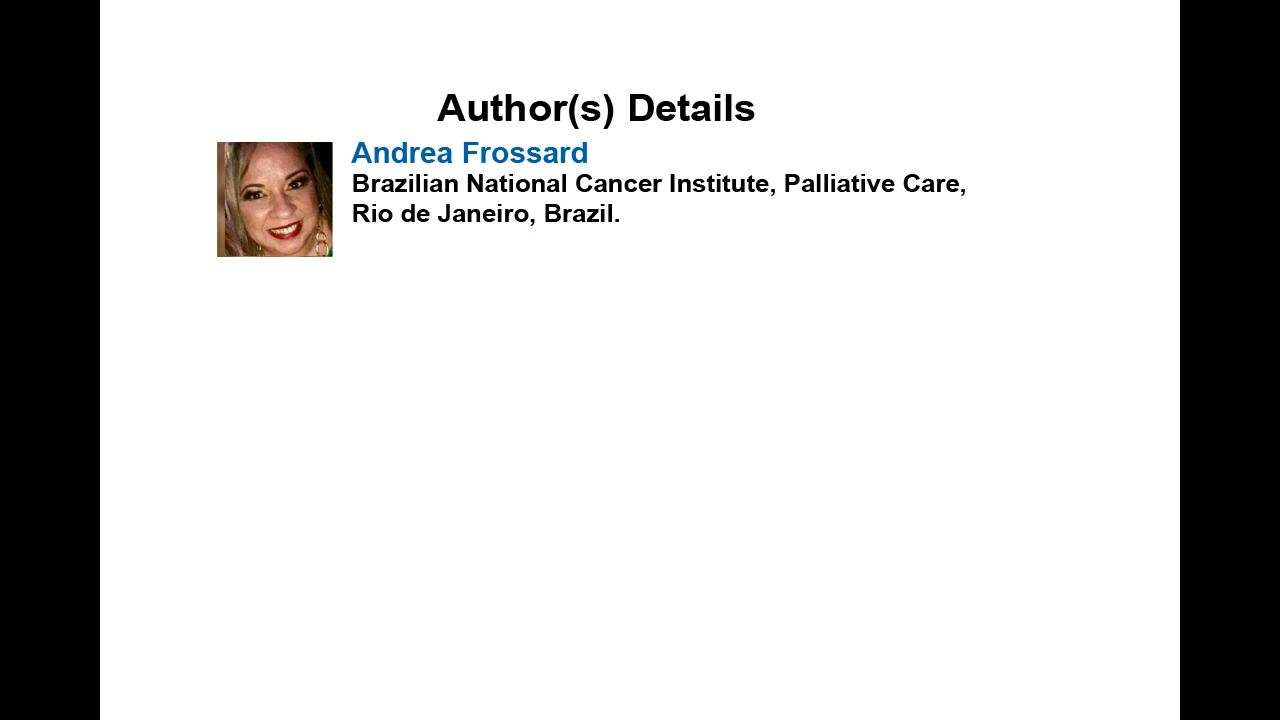 Author(s) Details
Andrea Frossard
Brazilian National Cancer Institute, Palliative Care,
Rio de Janeiro, Brazil.